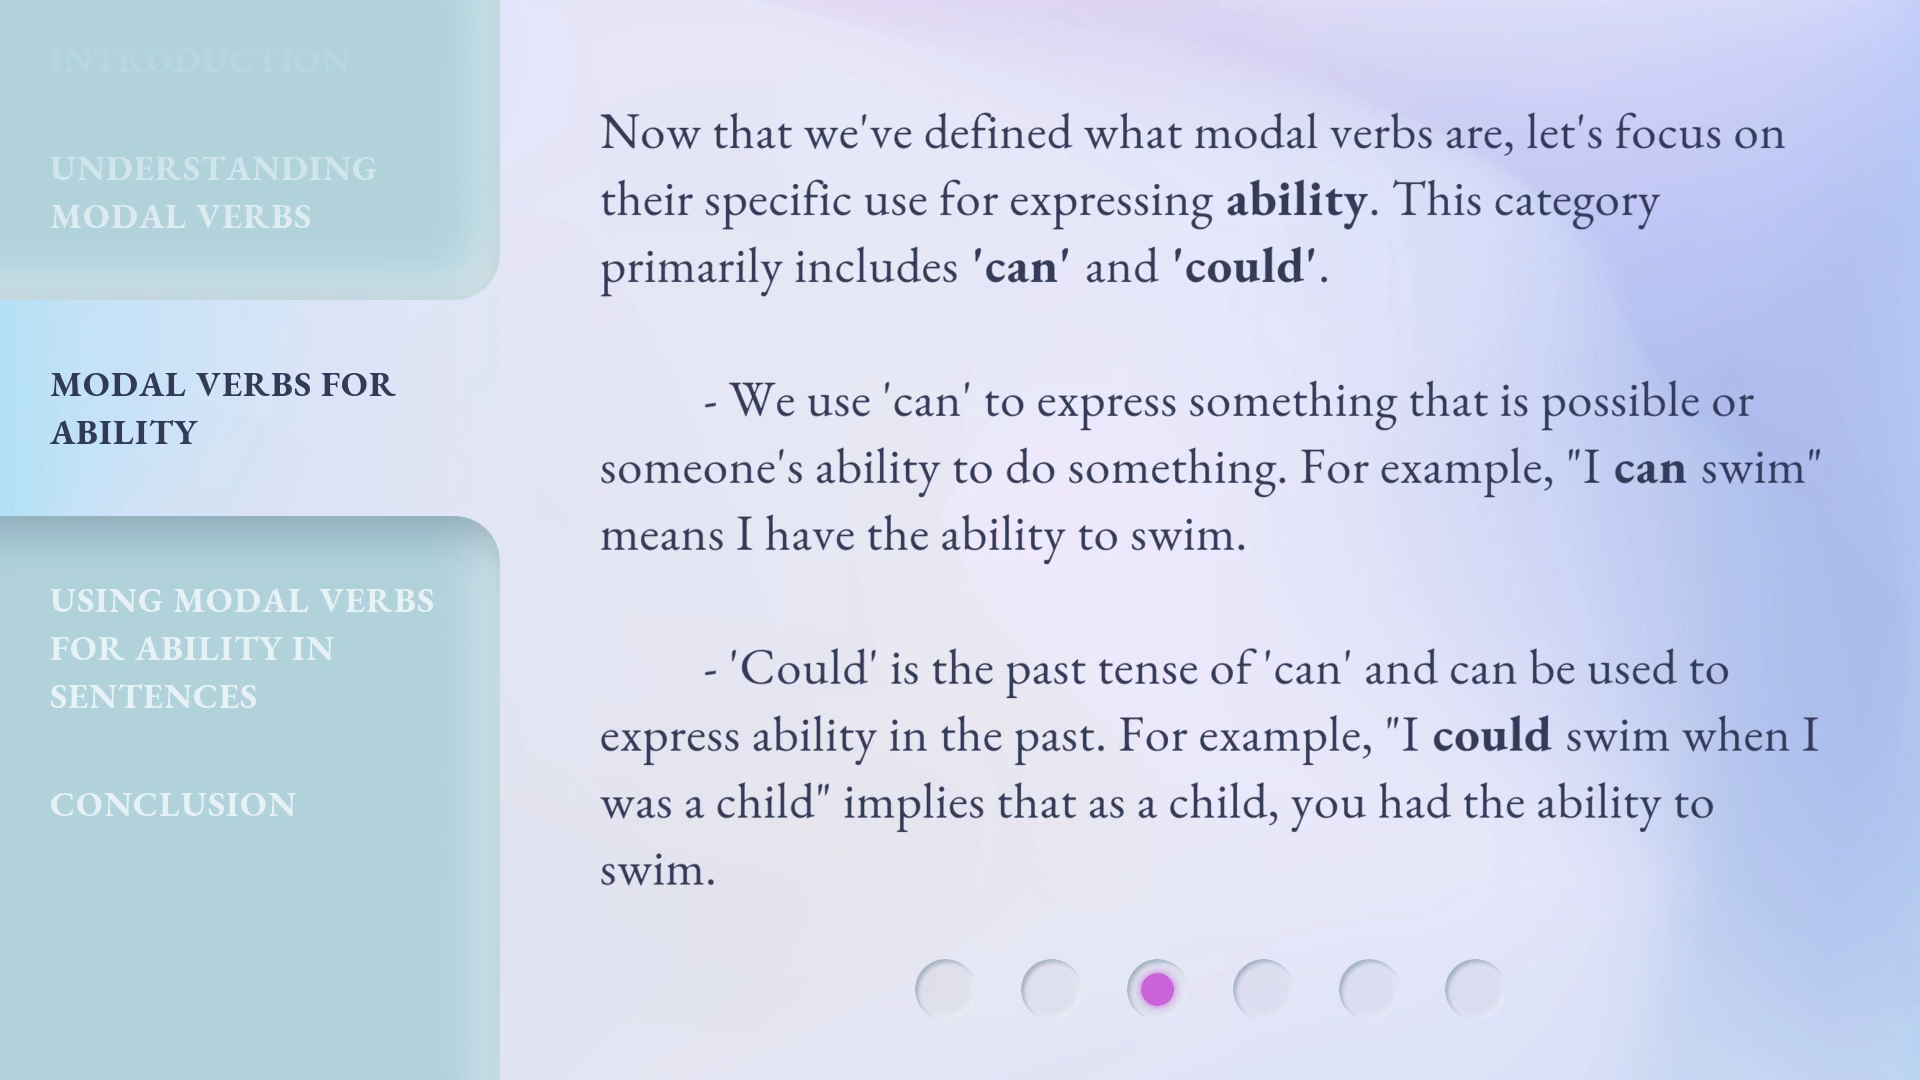 INTRODUCTION
UNDERSTANDING
MODAL VERBS
MODAL VERBS FOR
ABILITY
USING MODAL VERBS
FOR ABILITY IN
SENTENCES
CONCLUSION
Now that we've defined what modal verbs are, let's focus on
their specific use for expressing ability. This category
primarily includes 'can' and 'could'.
- We use 'can' to express something that is possible or
someone's ability to do something. For example, "I can swim"
means I have the ability to swim.
- 'Could' is the past tense of 'can' and can be used to
express ability in the past. For example, "I could swim when I
was a child" implies that as a child, you had the ability to
swim.